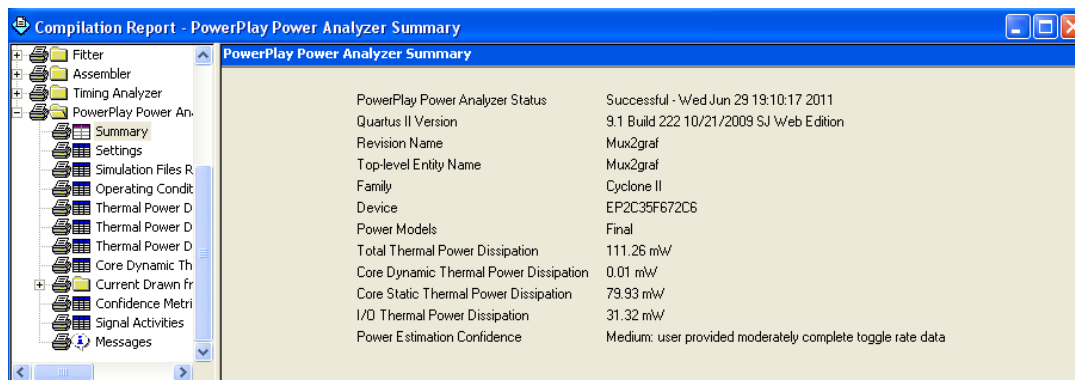 Compilation Report - PowerPlay Power Analyzer Summary
Fitter
Assembler
Timing Analyzer
PowerPlay Power An
Summary
Settings
Simulation Files R
Operating Condit
Thermal Power D
Thermal Power D
Thermal Power D
Core Dynamic Th
Current Drawn fr
Confidence Metri
Signal Activities
Messages
PowerPlay Power Analyzer Summary
PowerPlay Power Analyzer Status Successful - Wed Jun 29 19:10:17 2011
Quartus II Version 9.1 Build 222 10/21/2009 SJ Web Edition
Revision Name Mux2graf
Top-level Entity Name Mux2graf
Family Cyclone II
Device EP2C35F672C6
Power Models Final
Total Thermal Power Dissipation 111.26 mW
Core Dynamic Thermal Power Dissipation 0.01 mW
Core Static Thermal Power Dissipation 79.93 mW
I/O Thermal Power Dissipation 31.32 mW
Power Estimation Confidence Medium: user provided moderately complete toggle rate data